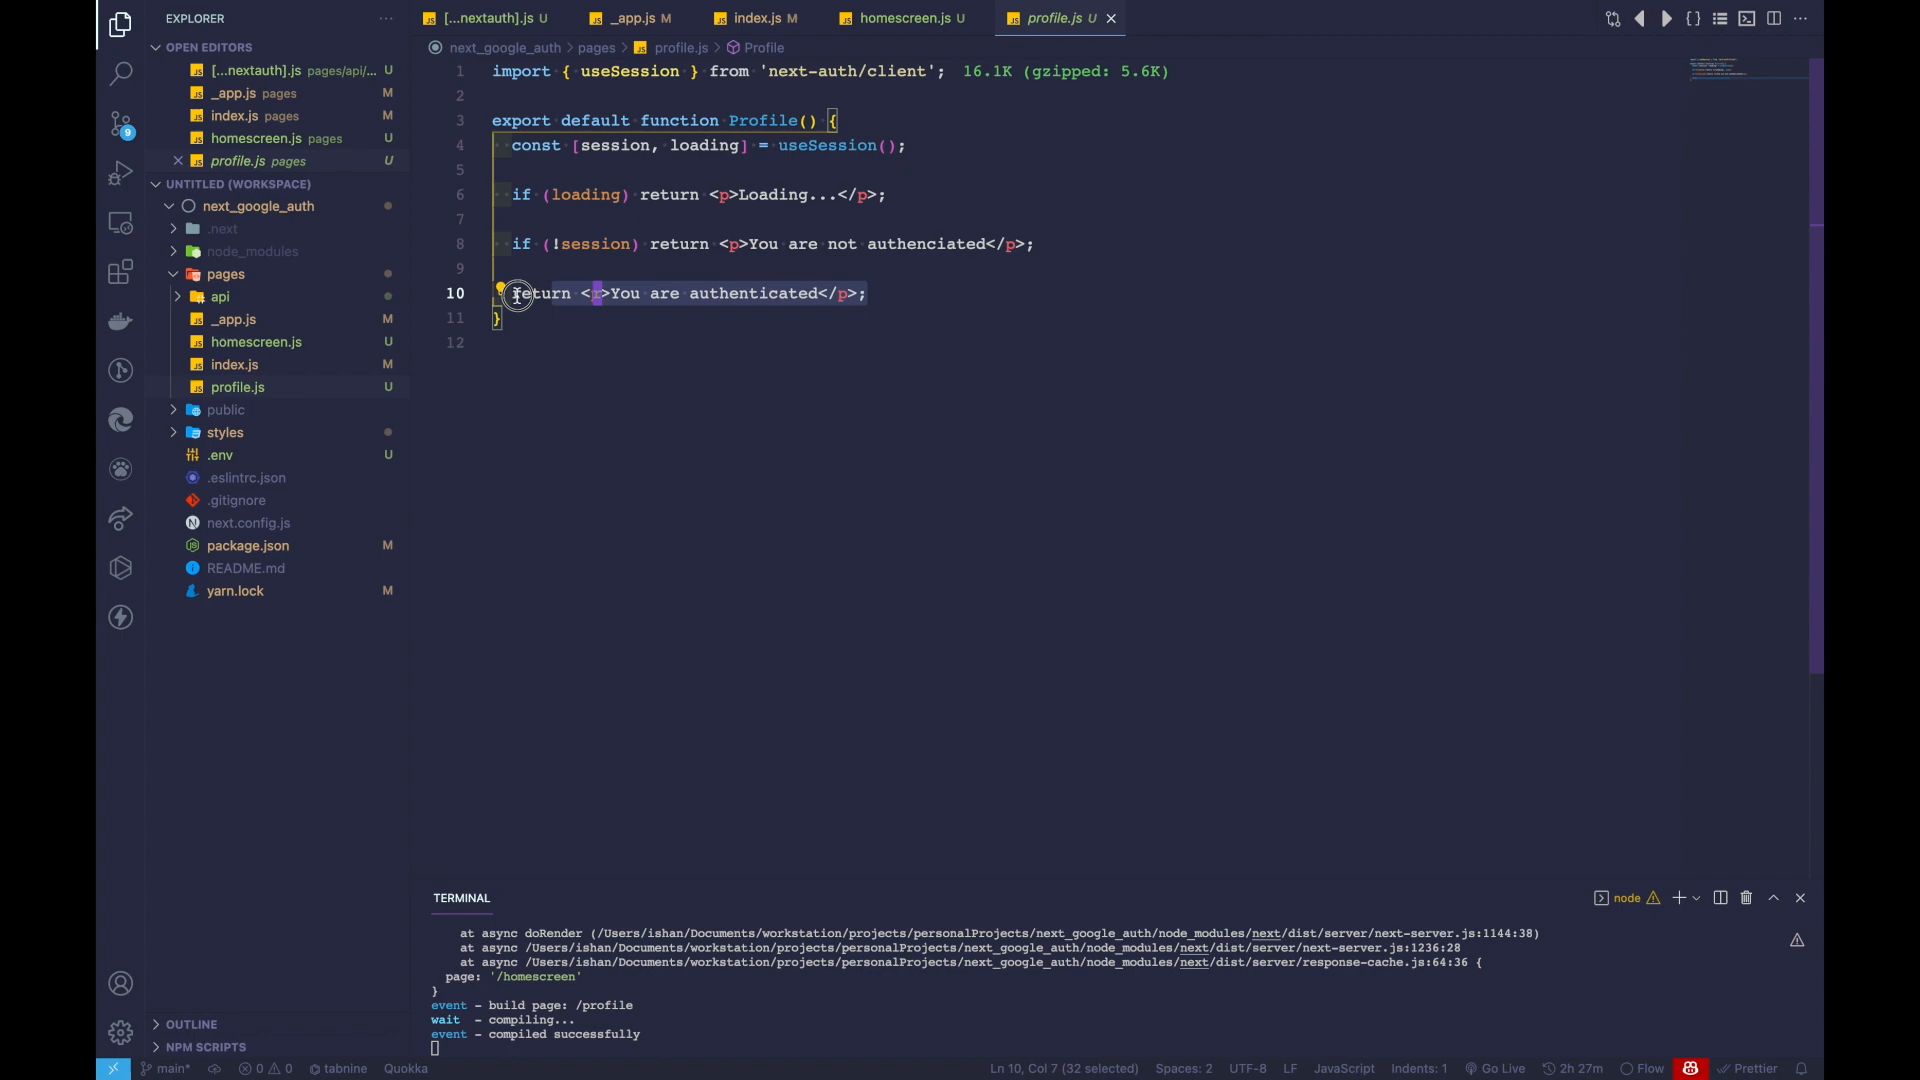 EXPLORER
OPEN EDITORS
[...nextauth].js pages/api/... U
_app.js pages M
index.js pages M
homescreen.js pages U
profile.js pages U
UNTITLED (WORKSPACE)
next_google_auth
.next
node_modules
pages
api
_app.js M
homescreen.js U
index.js M
profile.js U
public
styles
.env U
.eslintrc.json
.gitignore
next.config.js
package.json M
README.md
yarn.lock M
OUTLINE
NPM SCRIPTS
9
[...nextauth].js U
_app.js M
index.js M
homescreen.js U
profile.js U
next_google_auth > pages > profile.js > Profile
1 import { useSession } from 'next-auth/client'; 16.1K (gzipped: 5.6K)
2
3 export default function Profile() {
4 const [session, loading] = useSession();
5
6 if (loading) return <p>Loading...</p>;
7
8 if (!session) return <p>You are not authenciated</p>;
9
10 return <p>You are authenticated</p>;
11 }
12
TERMINAL
node
at async doRender (/Users/ishan/Documents/workstation/projects/personalProjects/next_google_auth/node_modules/next/dist/server/next-server.js:1144:38)
at async /Users/ishan/Documents/workstation/projects/personalProjects/next_google_auth/node_modules/next/dist/server/next-server.js:1236:28
at async /Users/ishan/Documents/workstation/projects/personalProjects/next_google_auth/node_modules/next/dist/server/response-cache.js:64:36 {
page: '/homescreen'
}
event - build page: /profile
wait - compiling...
event - compiled successfully
main* 0 0 tabnine Quokka Ln 10, Col 7 (32 selected) Spaces: 2 UTF-8 LF JavaScript Indents: 1 Go Live 2h 27m Flow Prettier